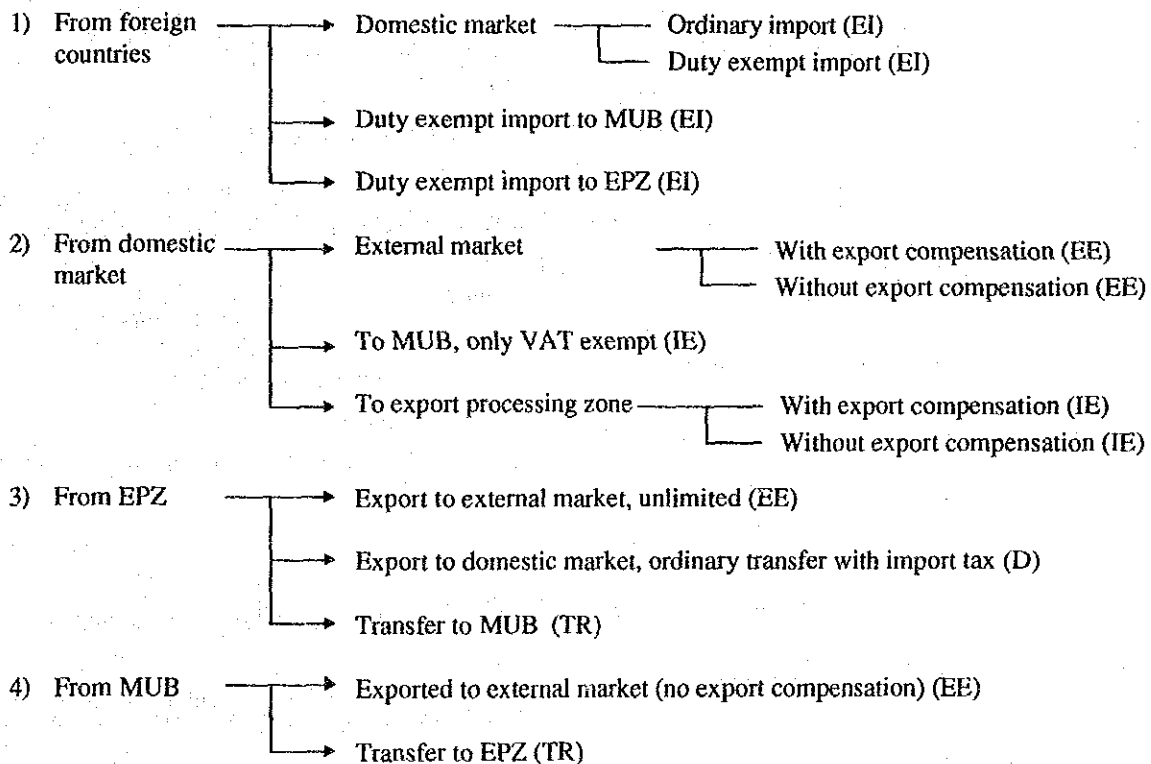 1) From foreign countries
Domestic market
Ordinary import (EI)
Duty exempt import (EI)
Duty exempt import to MUB (EI)
Duty exempt import to EPZ (EI)
2) From domestic market
External market
With export compensation (EE)
Without export compensation (EE)
To MUB, only VAT exempt (IE)
To export processing zone
With export compensation (IE)
Without export compensation (IE)
3) From EPZ
Export to external market, unlimited (EE)
Export to domestic market, ordinary transfer with import tax (D)
Transfer to MUB (TR)
4) From MUB
Exported to external market (no export compensation) (EE)
Transfer to EPZ (TR)